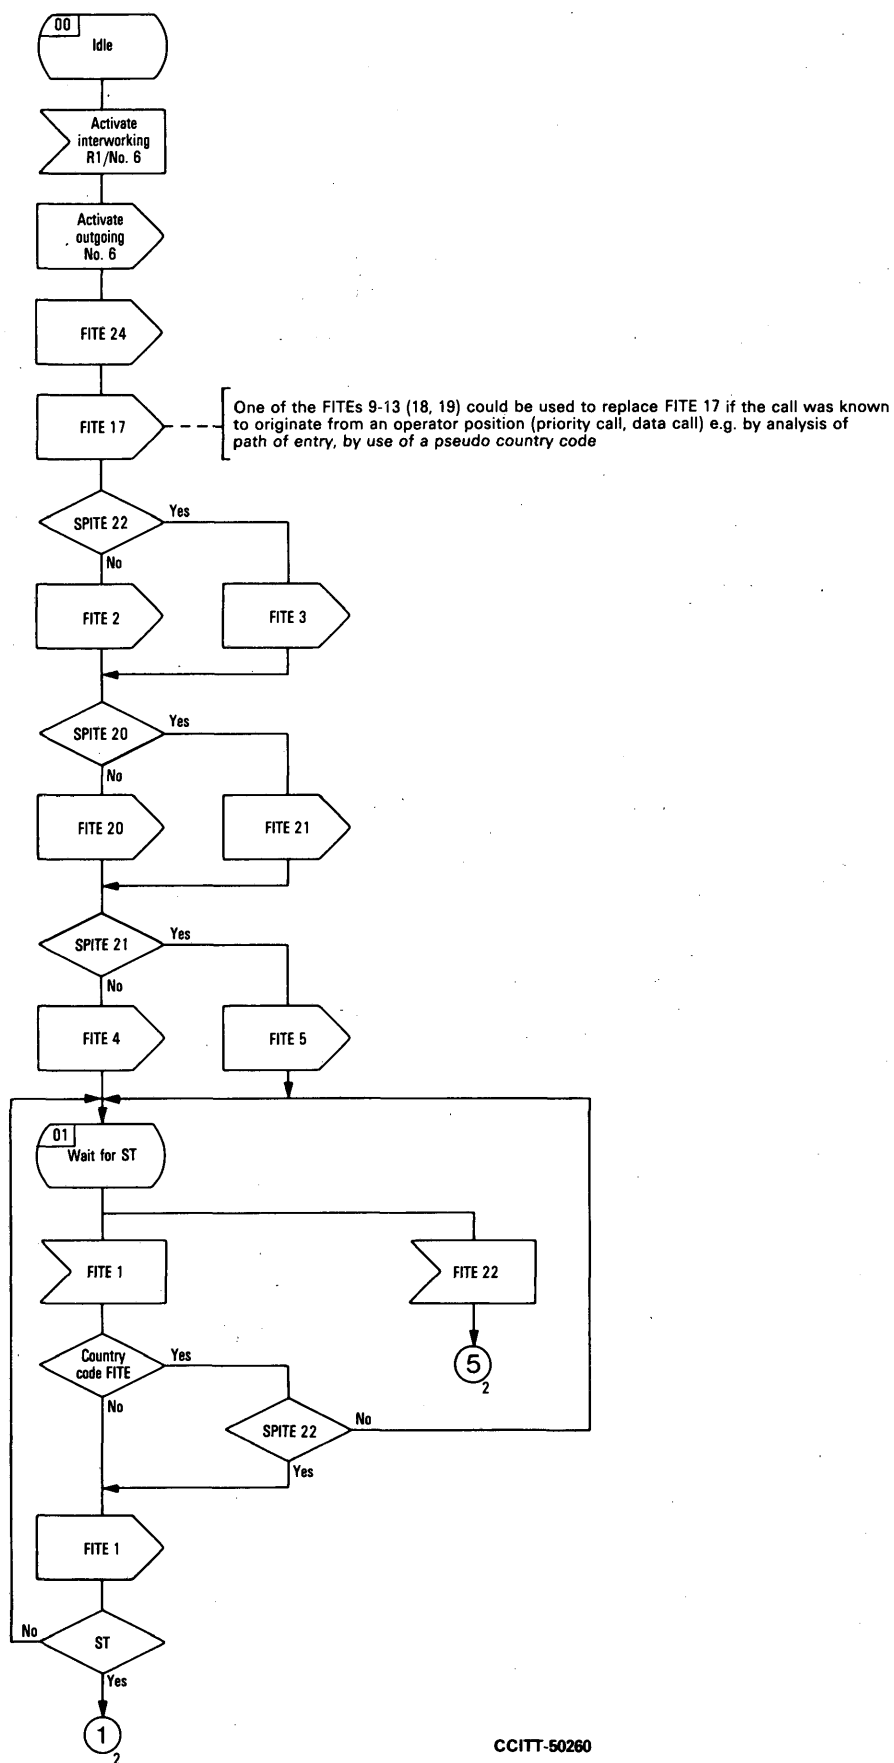 00
Idle
Activate
interworking
R1/No. 6
Activate
outgoing
No. 6
FITE 24
FITE 17
One of the FITEs 9-13 (18, 19) could be used to replace FITE 17 if the call was known
to originate from an operator position (priority call, data call) e.g. by analysis of
path of entry, by use of a pseudo country code
SPITE 22
Yes
No
FITE 2
FITE 3
SPITE 20
Yes
No
FITE 20
FITE 21
SPITE 21
Yes
No
FITE 4
FITE 5
01
Wait for ST
FITE 1
FITE 22
Country
code FITE
Yes
No
5
2
SPITE 22
No
Yes
FITE 1
ST
No
Yes
1
2
CCITT-50260